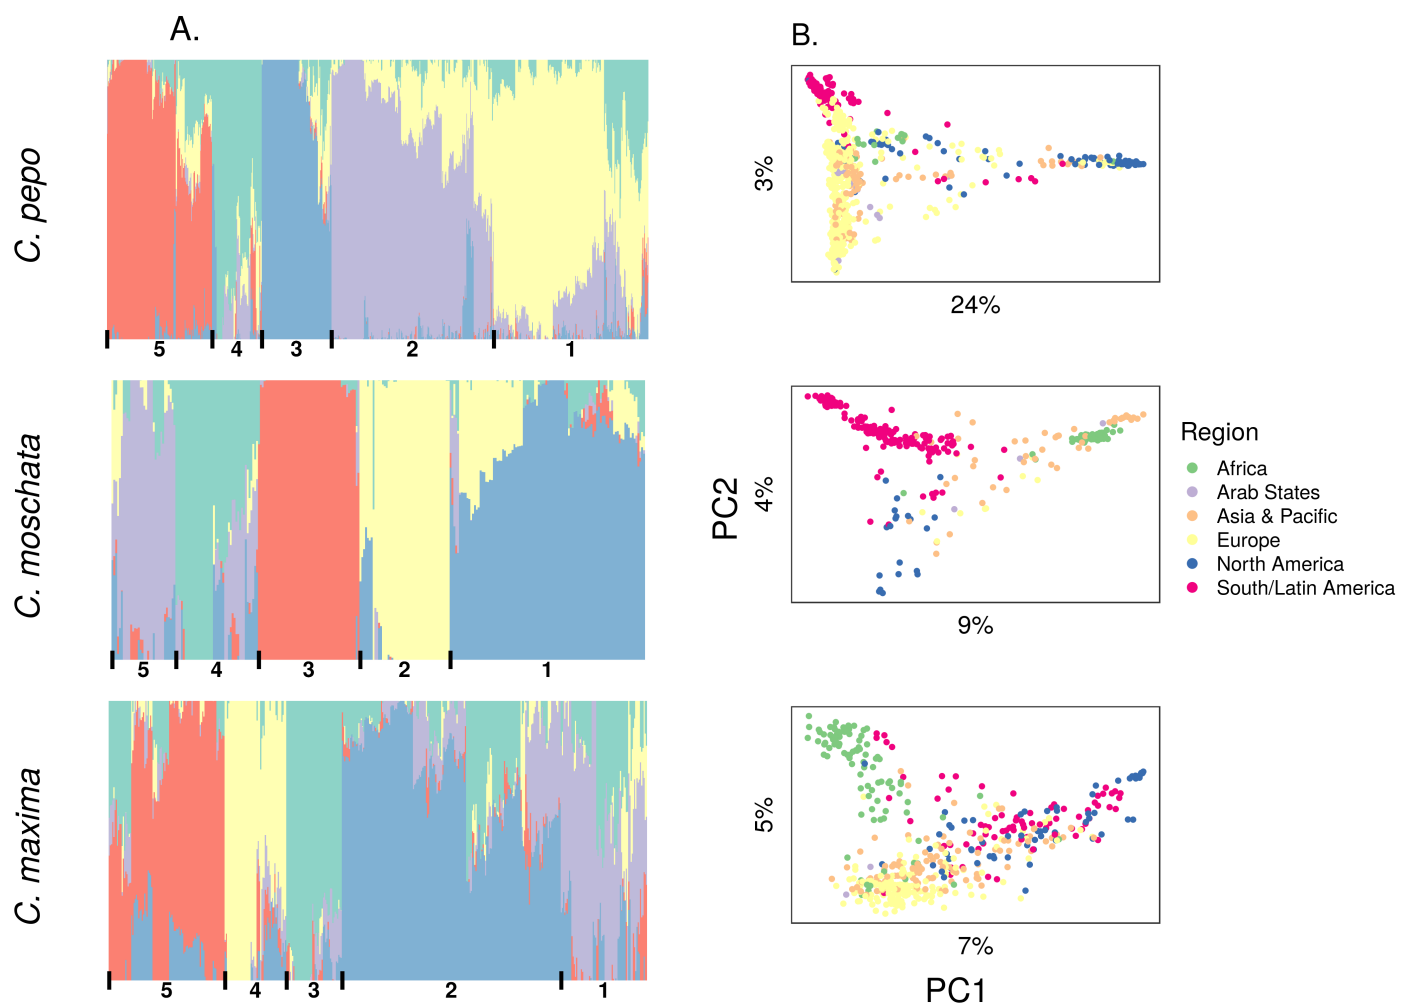 A.
B.
C. pepo
5 4 3 2 1
3%
24%
C. moschata
5 4 3 2 1
PC2
4%
9%
Region
Africa
Arab States
Asia & Pacific
Europe
North America
South/Latin America
C. maxima
5 4 3 2 1
5%
7%
PC1